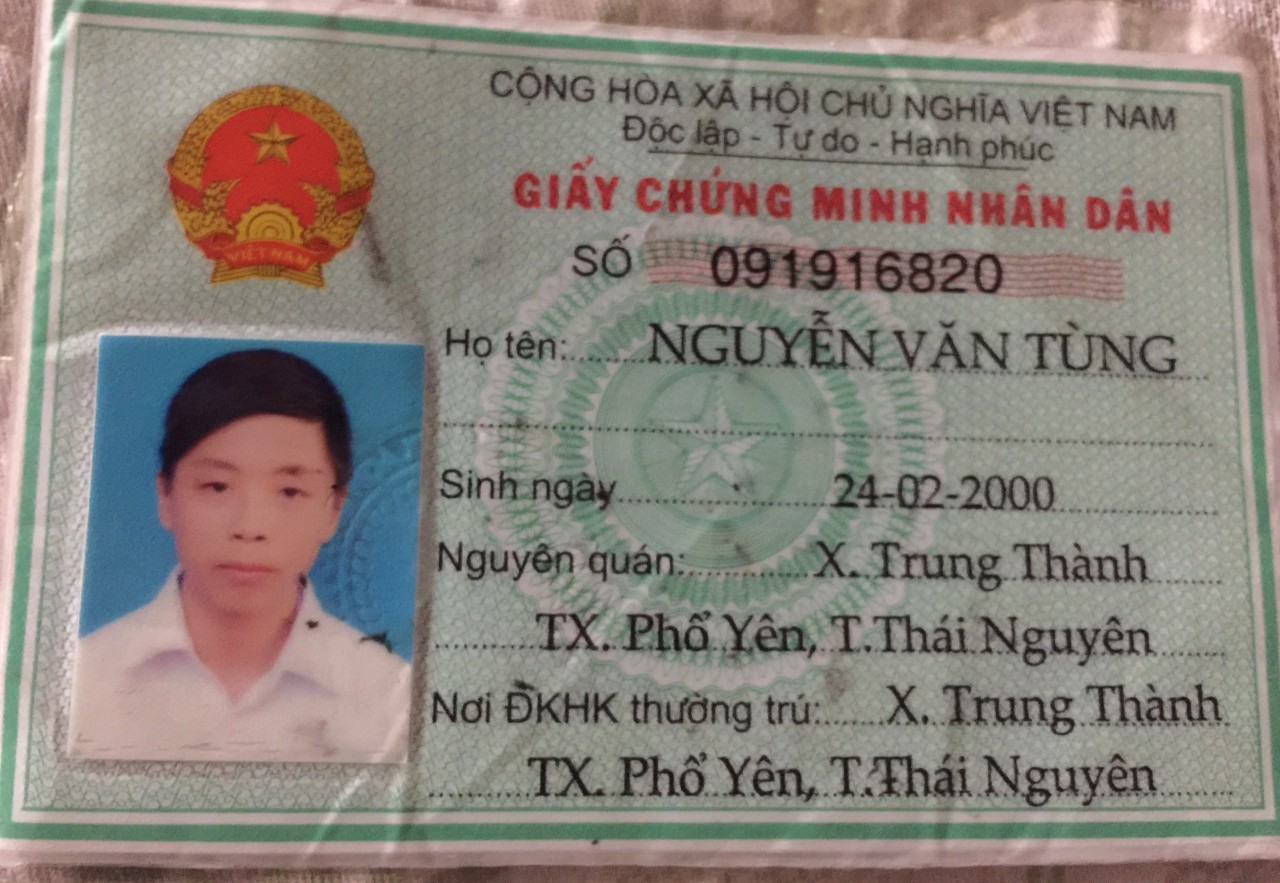 CỘNG HÒA XÃ HỘI CHỦ NGHĨA VIỆT NAM
Độc lập - Tự do - Hạnh phúc
GIẤY CHỨNG MINH NHÂN DÂN
VIỆT NAM
SỐ 091916820
Họ tên: NGUYỄN VĂN TÙNG
Sinh ngày 24-02-2000
Nguyên quán: X. Trung Thành
TX. Phổ Yên, T.Thái Nguyên
Nơi ĐKHK thường trú: X. Trung Thành
TX. Phổ Yên, T.Thái Nguyên